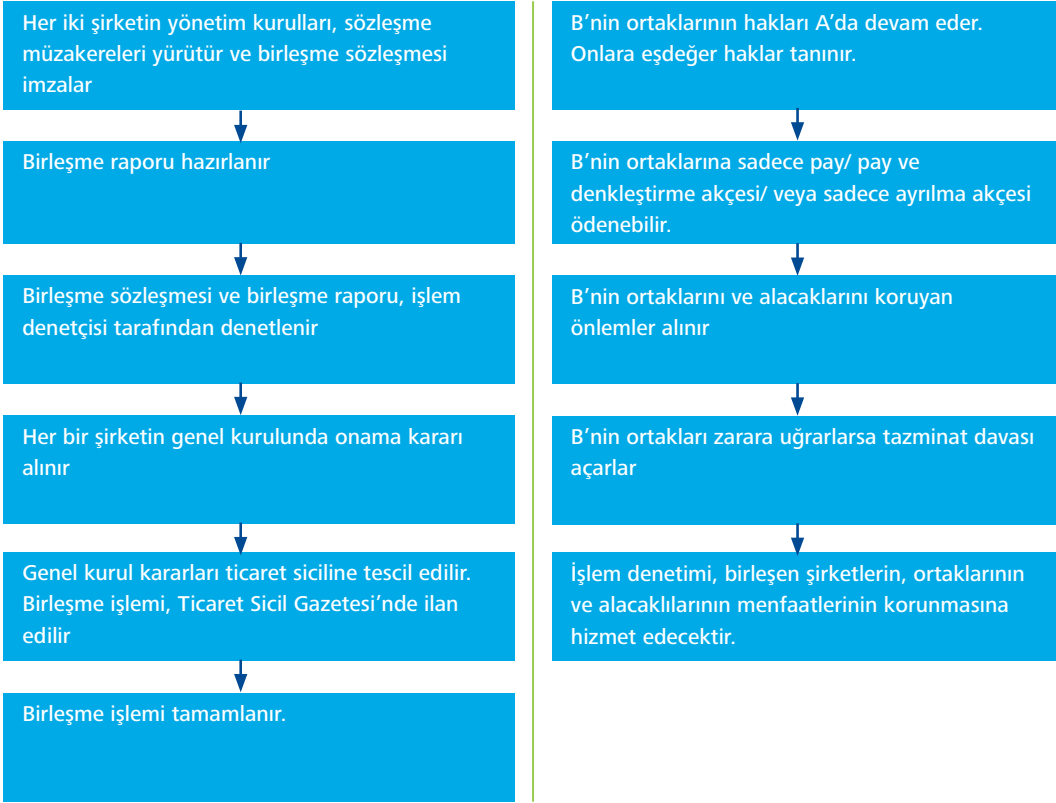 Her iki şirketin yönetim kurulları, sözleşme
müzakereleri yürütür ve birleşme sözleşmesi
imzalar
Birleşme raporu hazırlanır
Birleşme sözleşmesi ve birleşme raporu, işlem
denetçisi tarafından denetlenir
Her bir şirketin genel kurulunda onama kararı
alınır
Genel kurul kararları ticaret siciline tescil edilir.
Birleşme işlemi, Ticaret Sicil Gazetesi’nde ilan
edilir
Birleşme işlemi tamamlanır.
B’nin ortaklarının hakları A’da devam eder.
Onlara eşdeğer haklar tanınır.
B’nin ortaklarına sadece pay/ pay ve
denkleştirme akçesi/ veya sadece ayrılma akçesi
ödenebilir.
B’nin ortaklarını ve alacaklarını koruyan
önlemler alınır
B’nin ortakları zarara uğrarlarsa tazminat davası
açarlar
İşlem denetimi, birleşen şirketlerin, ortaklarının
ve alacaklılarının menfaatlerinin korunmasına
hizmet edecektir.